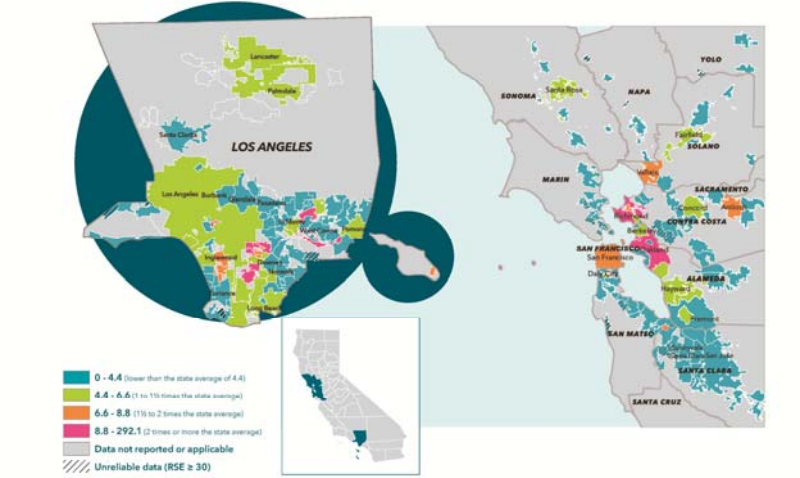 Lancaster
Palmdale
Santa Clarita
LOS ANGELES
Los Angeles
Burbank
Glendale
Pasadena
West Covina
Pomona
Inglewood
Downey
Norwalk
Torrance
Long Beach
YOLO
SONOMA
Santa Rosa
NAPA
Fairfield
SOLANO
MARIN
Vallejo
SACRAMENTO
Richmond
Concord
Antioch
CONTRA COSTA
Berkeley
SAN FRANCISCO
Oakland
San Francisco
Daly City
ALAMEDA
Hayward
Fremont
SAN MATEO
Sunnyvale
Santa Clara
San Jose
SANTA CLARA
SANTA CRUZ
0 - 4.4 (lower than the state average of 4.4)
4.4 - 6.6 (1 to 1½ times the state average)
6.6 - 8.8 (1½ to 2 times the state average)
8.8 - 292.1 (2 times or more the state average)
Data not reported or applicable
Unreliable data (RSE ≥ 30)